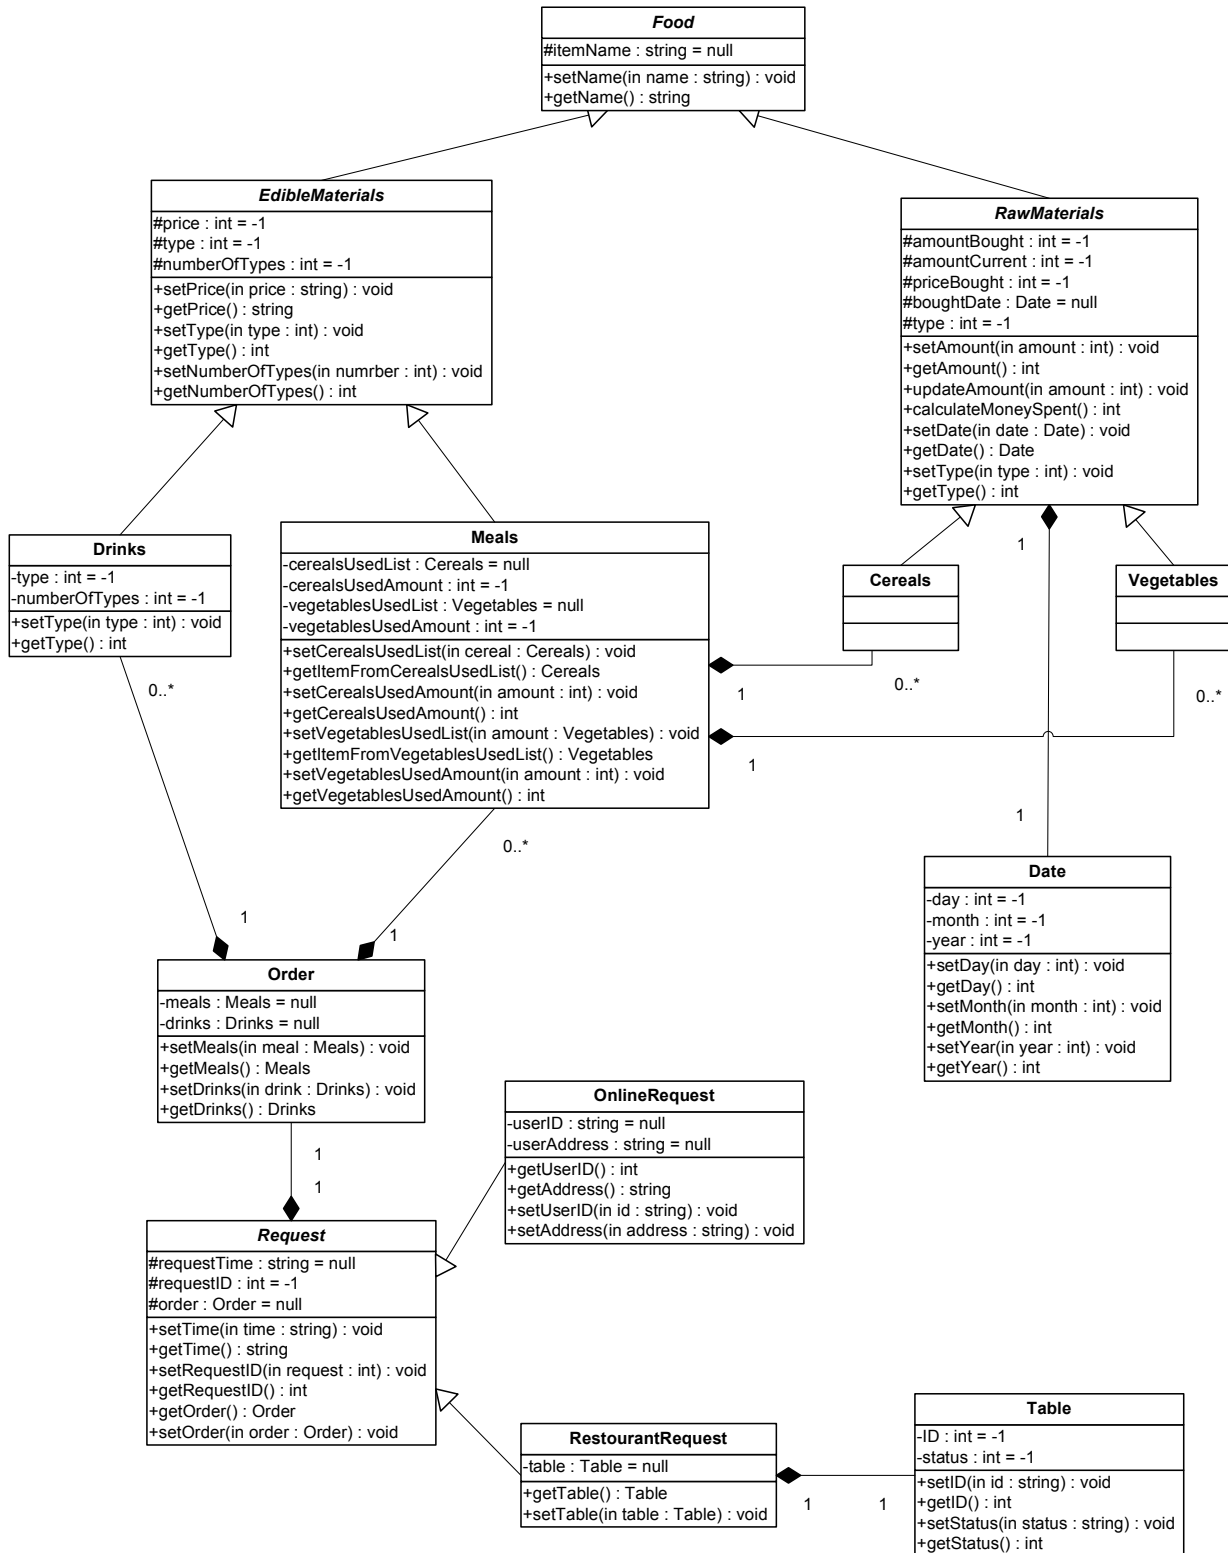 Food
#itemName : string = null
+setName(in name : string) : void
+getName() : string
EdibleMaterials
#price : int = -1
#type : int = -1
#numberOfTypes : int = -1
+setPrice(in price : string) : void
+getPrice() : string
+setType(in type : int) : void
+getType() : int
+setNumberOfTypes(in numrber : int) : void
+getNumberOfTypes() : int
RawMaterials
#amountBought : int = -1
#amountCurrent : int = -1
#priceBought : int = -1
#boughtDate : Date = null
#type : int = -1
+setAmount(in amount : int) : void
+getAmount() : int
+updateAmount(in amount : int) : void
+calculateMoneySpent() : int
+setDate(in date : Date) : void
+getDate() : Date
+setType(in type : int) : void
+getType() : int
Drinks
-type : int = -1
-numberOfTypes : int = -1
+setType(in type : int) : void
+getType() : int
Meals
-cerealsUsedList : Cereals = null
-cerealsUsedAmount : int = -1
-vegetablesUsedList : Vegetables = null
-vegetablesUsedAmount : int = -1
+setCerealsUsedList(in cereal : Cereals) : void
+getItemFromCerealsUsedList() : Cereals
+setCerealsUsedAmount(in amount : int) : void
+getCerealsUsedAmount() : int
+setVegetablesUsedList(in amount : Vegetables) : void
+getItemFromVegetablesUsedList() : Vegetables
+setVegetablesUsedAmount(in amount : int) : void
+getVegetablesUsedAmount() : int
1
Cereals
Vegetables
0..*
1
0..*
0..*
1
0..*
1
Date
-day : int = -1
-month : int = -1
-year : int = -1
+setDay(in day : int) : void
+getDay() : int
+setMonth(in month : int) : void
+getMonth() : int
+setYear(in year : int) : void
+getYear() : int
1
1
Order
-meals : Meals = null
-drinks : Drinks = null
+setMeals(in meal : Meals) : void
+getMeals() : Meals
+setDrinks(in drink : Drinks) : void
+getDrinks() : Drinks
1
1
OnlineRequest
-userID : string = null
-userAddress : string = null
+getUserID() : int
+getAddress() : string
+setUserID(in id : string) : void
+setAddress(in address : string) : void
Request
#requestTime : string = null
#requestID : int = -1
#order : Order = null
+setTime(in time : string) : void
+getTime() : string
+setRequestID(in request : int) : void
+getRequestID() : int
+getOrder() : Order
+setOrder(in order : Order) : void
RestourantRequest
-table : Table = null
+getTable() : Table
+setTable(in table : Table) : void
1
1
Table
-ID : int = -1
-status : int = -1
+setID(in id : string) : void
+getID() : int
+setStatus(in status : string) : void
+getStatus() : int